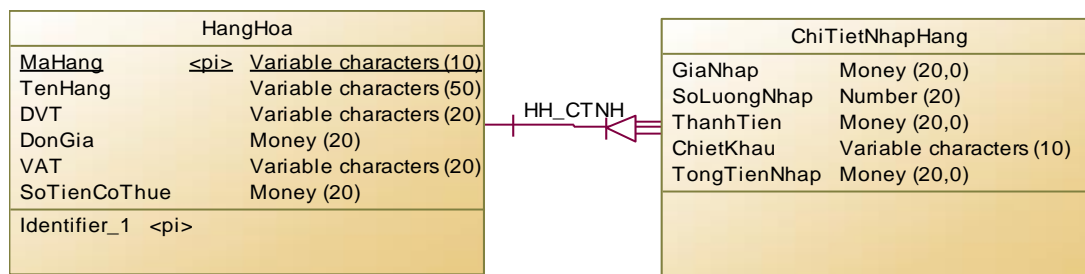 HangHoa
MaHang <pi> Variable characters (10)
TenHang Variable characters (50)
DVT Variable characters (20)
DonGia Money (20)
VAT Variable characters (20)
SoTienCoThue Money (20)
Identifier_1 <pi>
HH_CTNH
ChiTietNhapHang
GiaNhap Money (20,0)
SoLuongNhap Number (20)
ThanhTien Money (20,0)
ChietKhau Variable characters (10)
TongTienNhap Money (20,0)